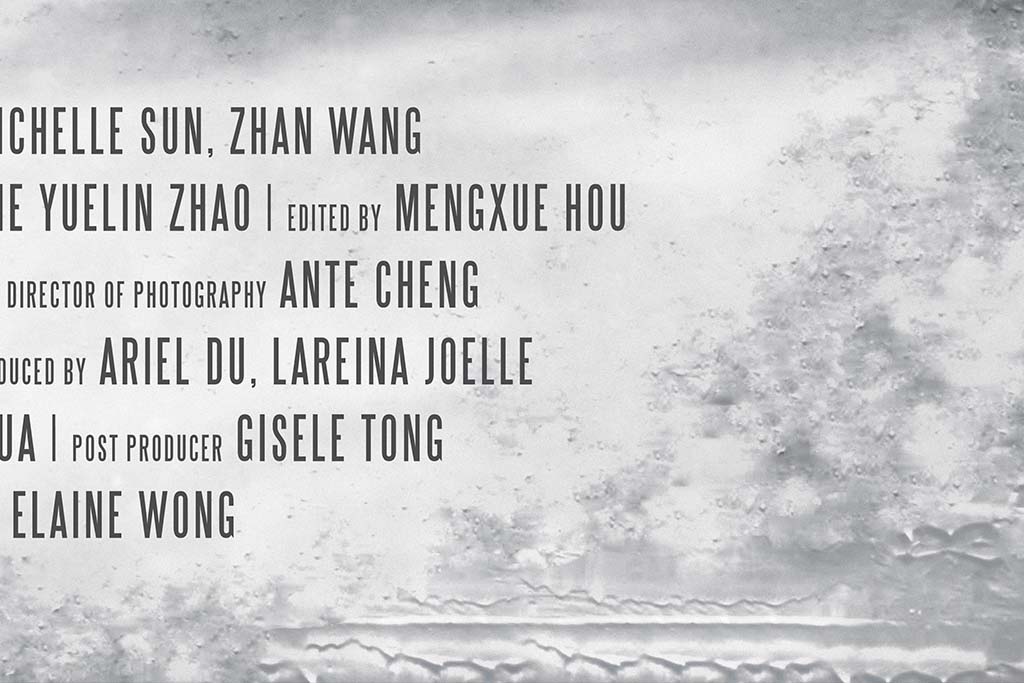 ICHELLE SUN, ZHAN WANG
IE YUELIN ZHAO | EDITED BY MENGXUE HOU
DIRECTOR OF PHOTOGRAPHY ANTE CHENG
DUCED BY ARIEL DU, LAREINA JOELLE
UA | POST PRODUCER GISELE TONG
ELAINE WONG